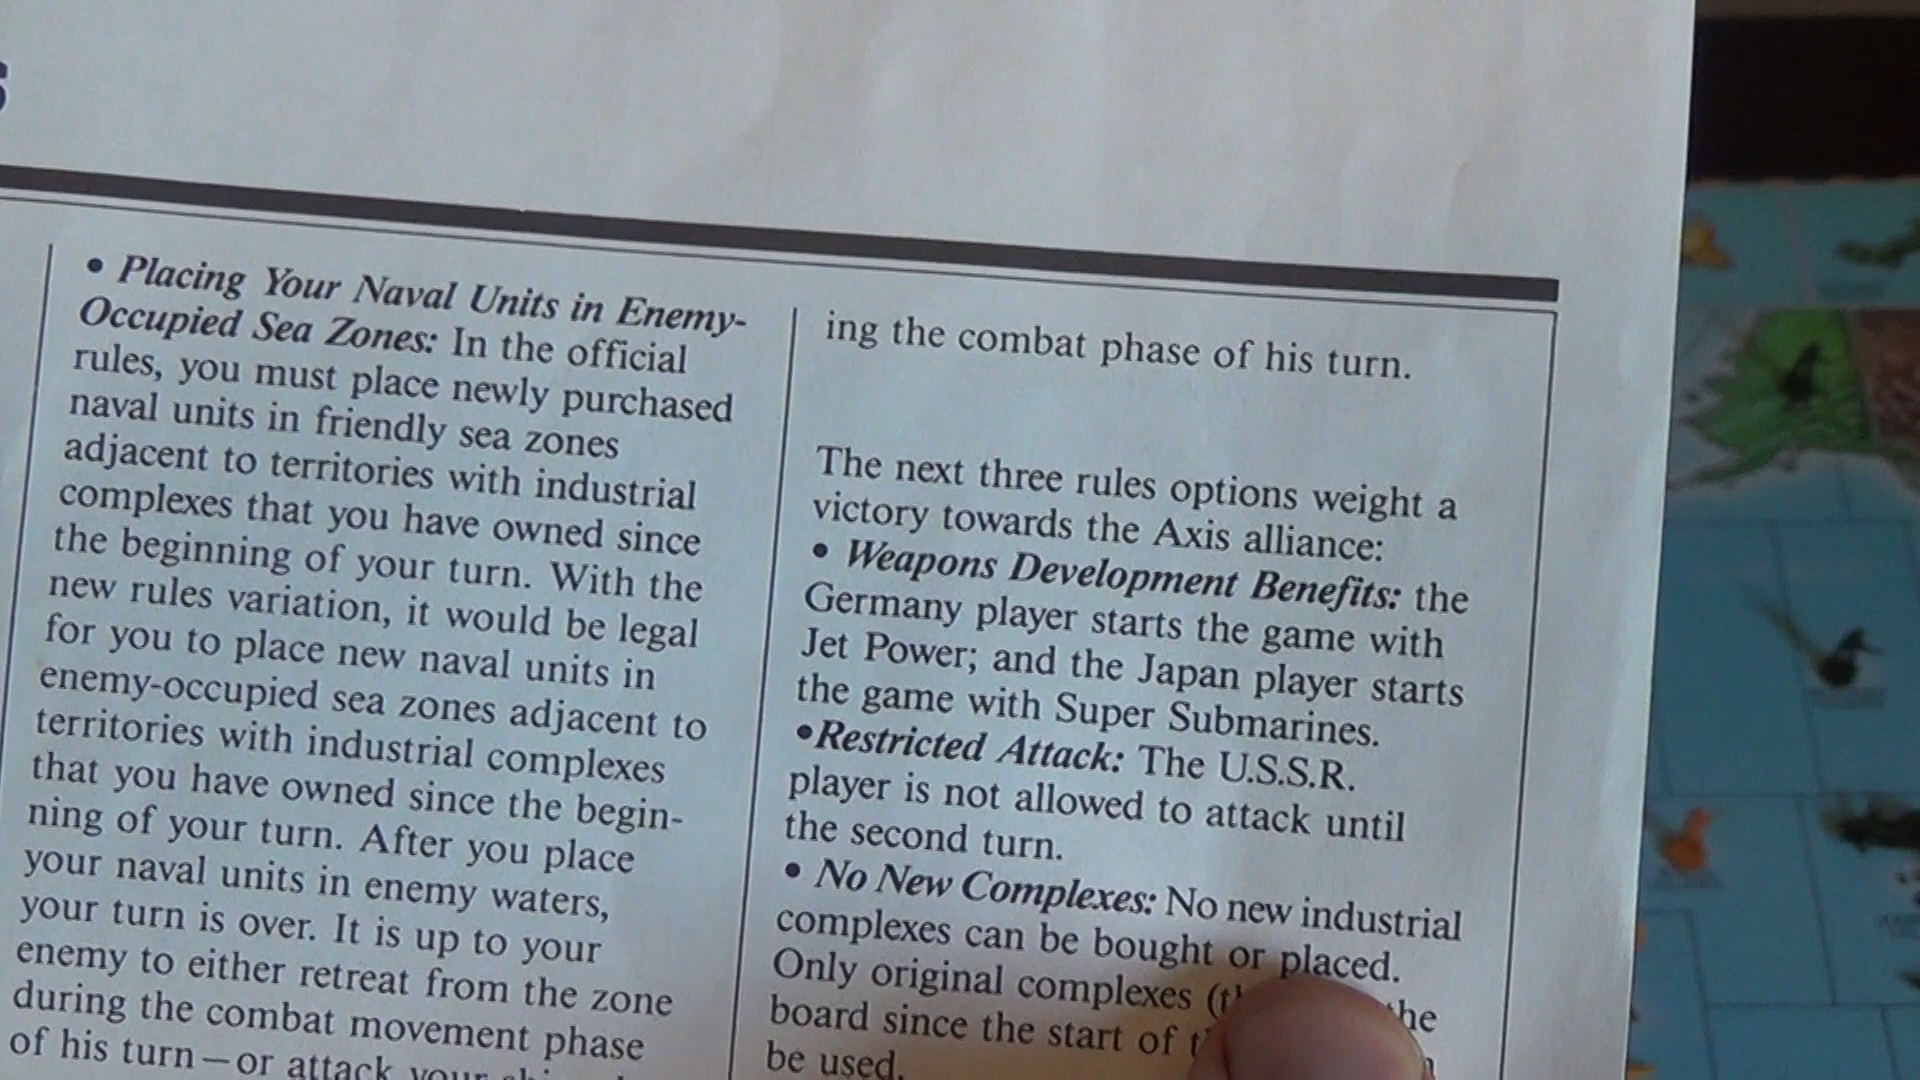 • Placing Your Naval Units in Enemy-
Occupied Sea Zones: In the official
rules, you must place newly purchased
naval units in friendly sea zones
adjacent to territories with industrial
complexes that you have owned since
the beginning of your turn. With the
new rules variation, it would be legal
for you to place new naval units in
enemy-occupied sea zones adjacent to
territories with industrial complexes
that you have owned since the begin-
ning of your turn. After you place
your naval units in enemy waters,
your turn is over. It is up to your
enemy to either retreat from the zone
during the combat movement phase
of his turn—or attack your
ing the combat phase of his turn.
The next three rules options weight a
victory towards the Axis alliance:
• Weapons Development Benefits: the
Germany player starts the game with
Jet Power; and the Japan player starts
the game with Super Submarines.
•Restricted Attack: The U.S.S.R.
player is not allowed to attack until
the second turn.
• No New Complexes: No new industrial
complexes can be bought or placed.
Only original complexes the
board since the start of
be used.